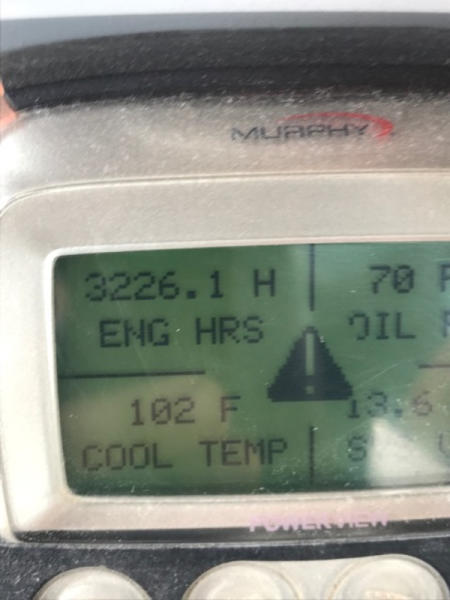 MURPHY
3226.1 H
ENG HRS
70
OIL
102 F
COOL TEMP
13.6
POWERVIEW